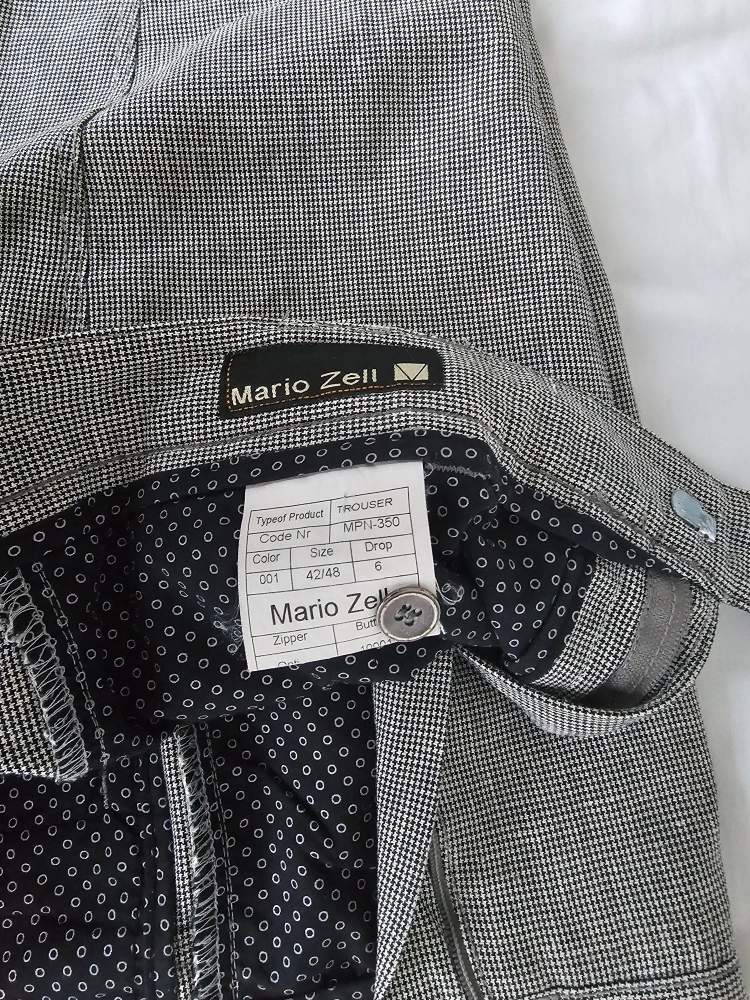 Mario Zell
Typeof Product TROUSER
Code Nr MPN-350
Color Size Drop
001 42/48 6
Mario Zell
Zipper